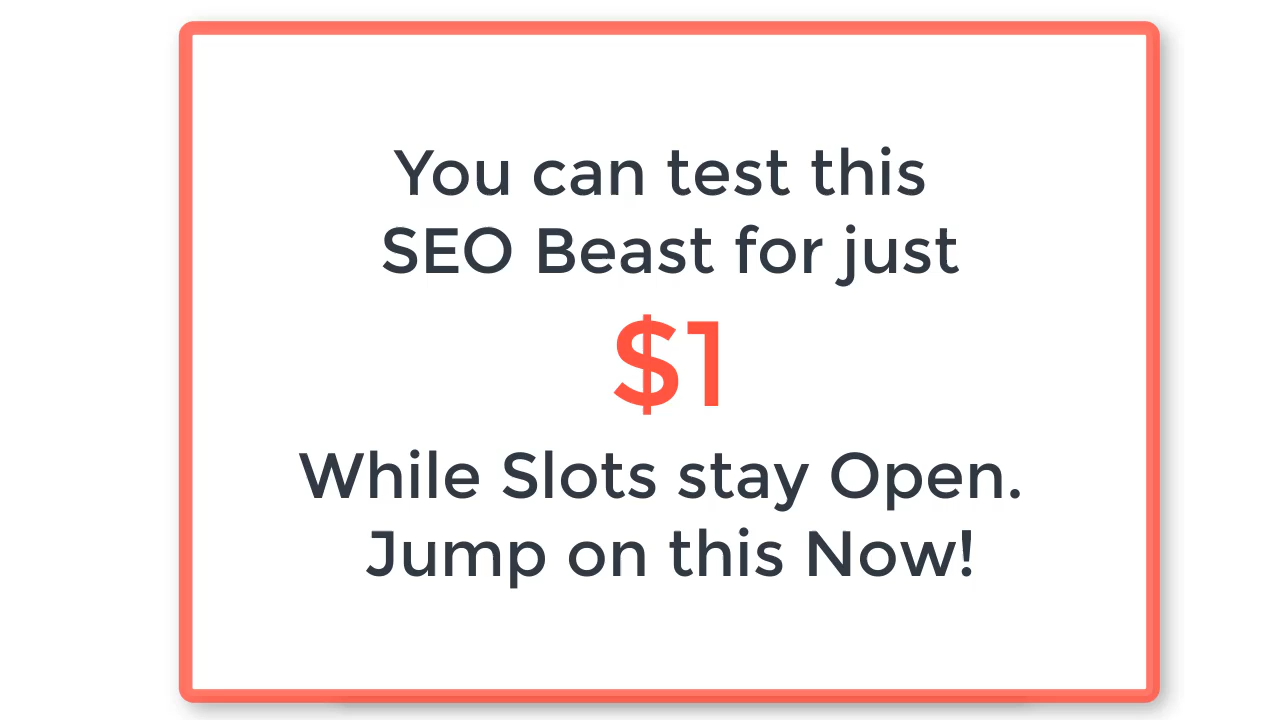 You can test this
SEO Beast for just
$1
While Slots stay Open.
Jump on this Now!